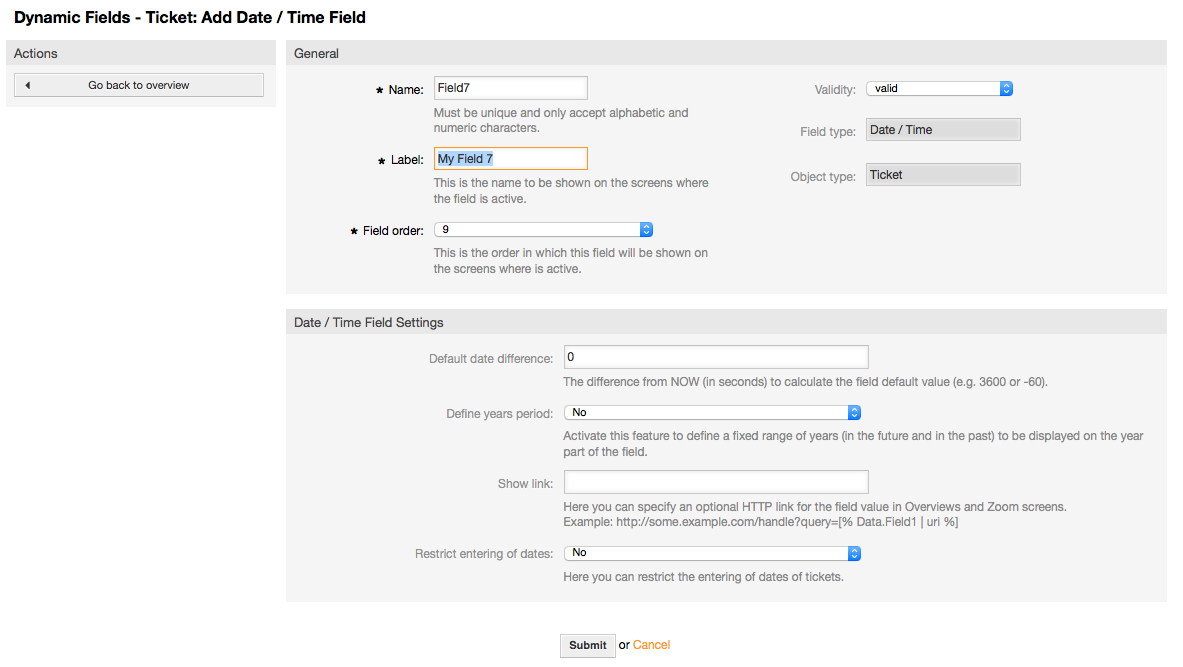 Dynamic Fields - Ticket: Add Date / Time Field
Actions
Go back to overview
General
★ Name: Field7
Must be unique and only accept alphabetic and
numeric characters.
★ Label: My Field 7
This is the name to be shown on the screens where
the field is active.
★ Field order: 9
This is the order in which this field will be shown on
the screens where is active.
Validity: valid
Field type: Date / Time
Object type: Ticket
Date / Time Field Settings
Default date difference: 0
The difference from NOW (in seconds) to calculate the field default value (e.g. 3600 or -60).
Define years period: No
Activate this feature to define a fixed range of years (in the future and in the past) to be displayed on the year
part of the field.
Show link:
Here you can specify an optional HTTP link for the field value in Overviews and Zoom screens.
Example: http://some.example.com/handle?query=[% Data.Field1 | uri %]
Restrict entering of dates: No
Here you can restrict the entering of dates of tickets.
Submit or Cancel